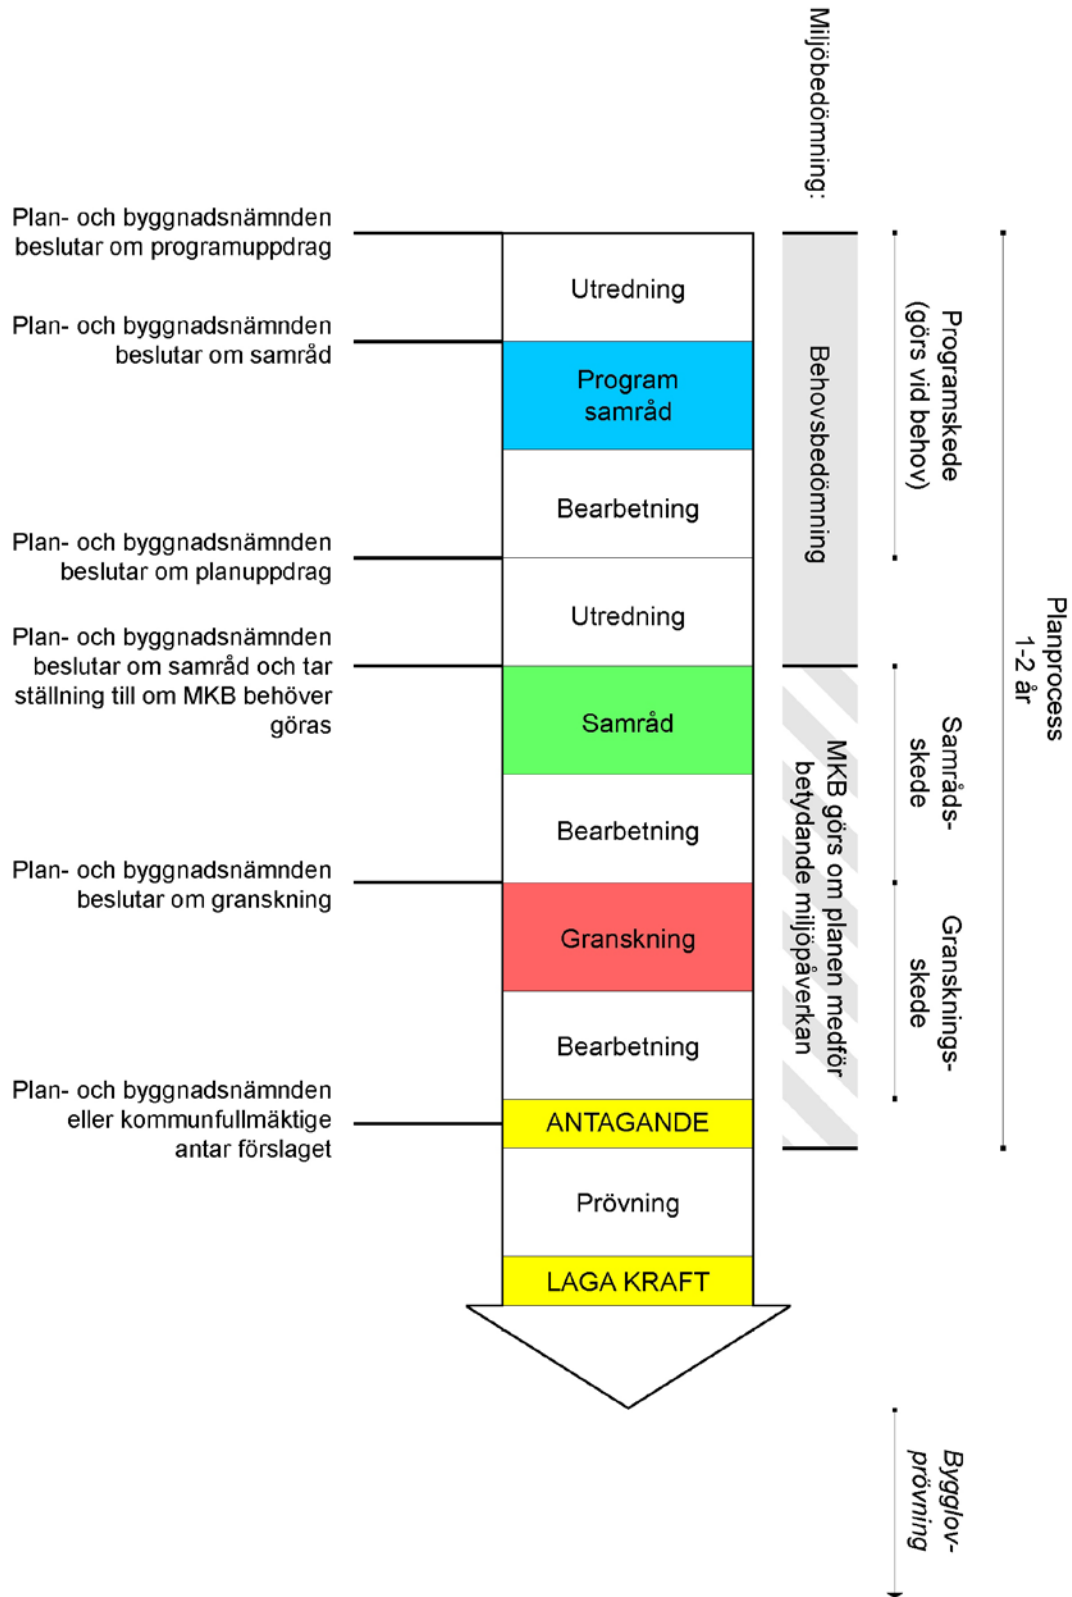 Miljöbedömning:
Plan- och byggnadsnämnden
beslutar om programuppdrag
Plan- och byggnadsnämnden
beslutar om samråd
Plan- och byggnadsnämnden
beslutar om planuppdrag
Plan- och byggnadsnämnden
beslutar om samråd och tar
ställning till om MKB behöver
göras
Plan- och byggnadsnämnden
beslutar om granskning
Plan- och byggnadsnämnden
eller kommunfullmäktige
antar förslaget
Utredning
Program
samråd
Bearbetning
Utredning
Samråd
Bearbetning
Granskning
Bearbetning
ANTAGANDE
Prövning
LAGA KRAFT
Behovsbedömning
MKB görs om planen medför
betydande miljöpåverkan
Programskede
(görs vid behov)
Samråds-
skede
Gransknings-
skede
Planprocess
1-2 år
Bygglov-
prövning